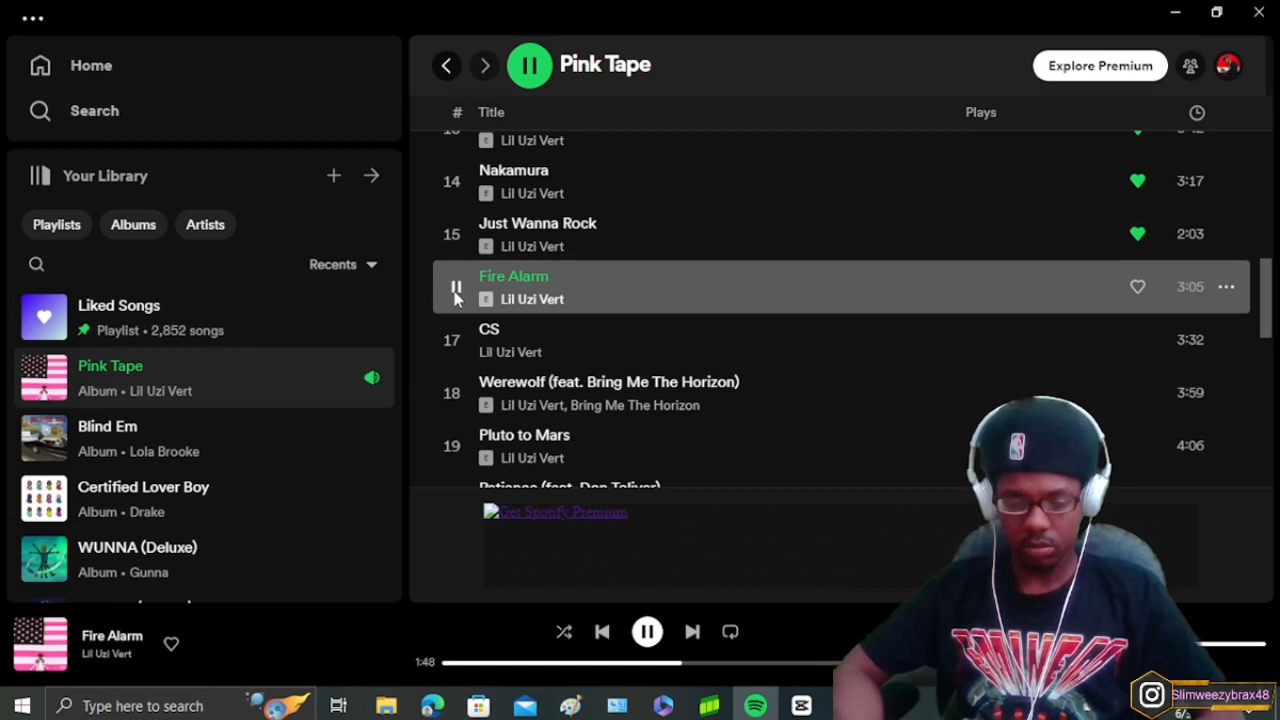 Home
Search
Your Library
Playlists
Albums
Artists
Recents
Liked Songs
Playlist • 2,852 songs
Pink Tape
Album • Lil Uzi Vert
Blind Em
Album • Lola Brooke
Certified Lover Boy
Album • Drake
WUNNA (Deluxe)
Album • Gunna
Pink Tape
Explore Premium
# Title Plays
E Lil Uzi Vert
14 Nakamura 3:17
E Lil Uzi Vert
15 Just Wanna Rock 2:03
E Lil Uzi Vert
Fire Alarm 3:05
E Lil Uzi Vert
17 CS 3:32
Lil Uzi Vert
18 Werewolf (feat. Bring Me The Horizon) 3:59
E Lil Uzi Vert, Bring Me The Horizon
19 Pluto to Mars 4:06
E Lil Uzi Vert
Patience (feat. Don Toliver)
Get Spotify Premium
Fire Alarm
Lil Uzi Vert
1:48
Type here to search
Slimweezybrax48